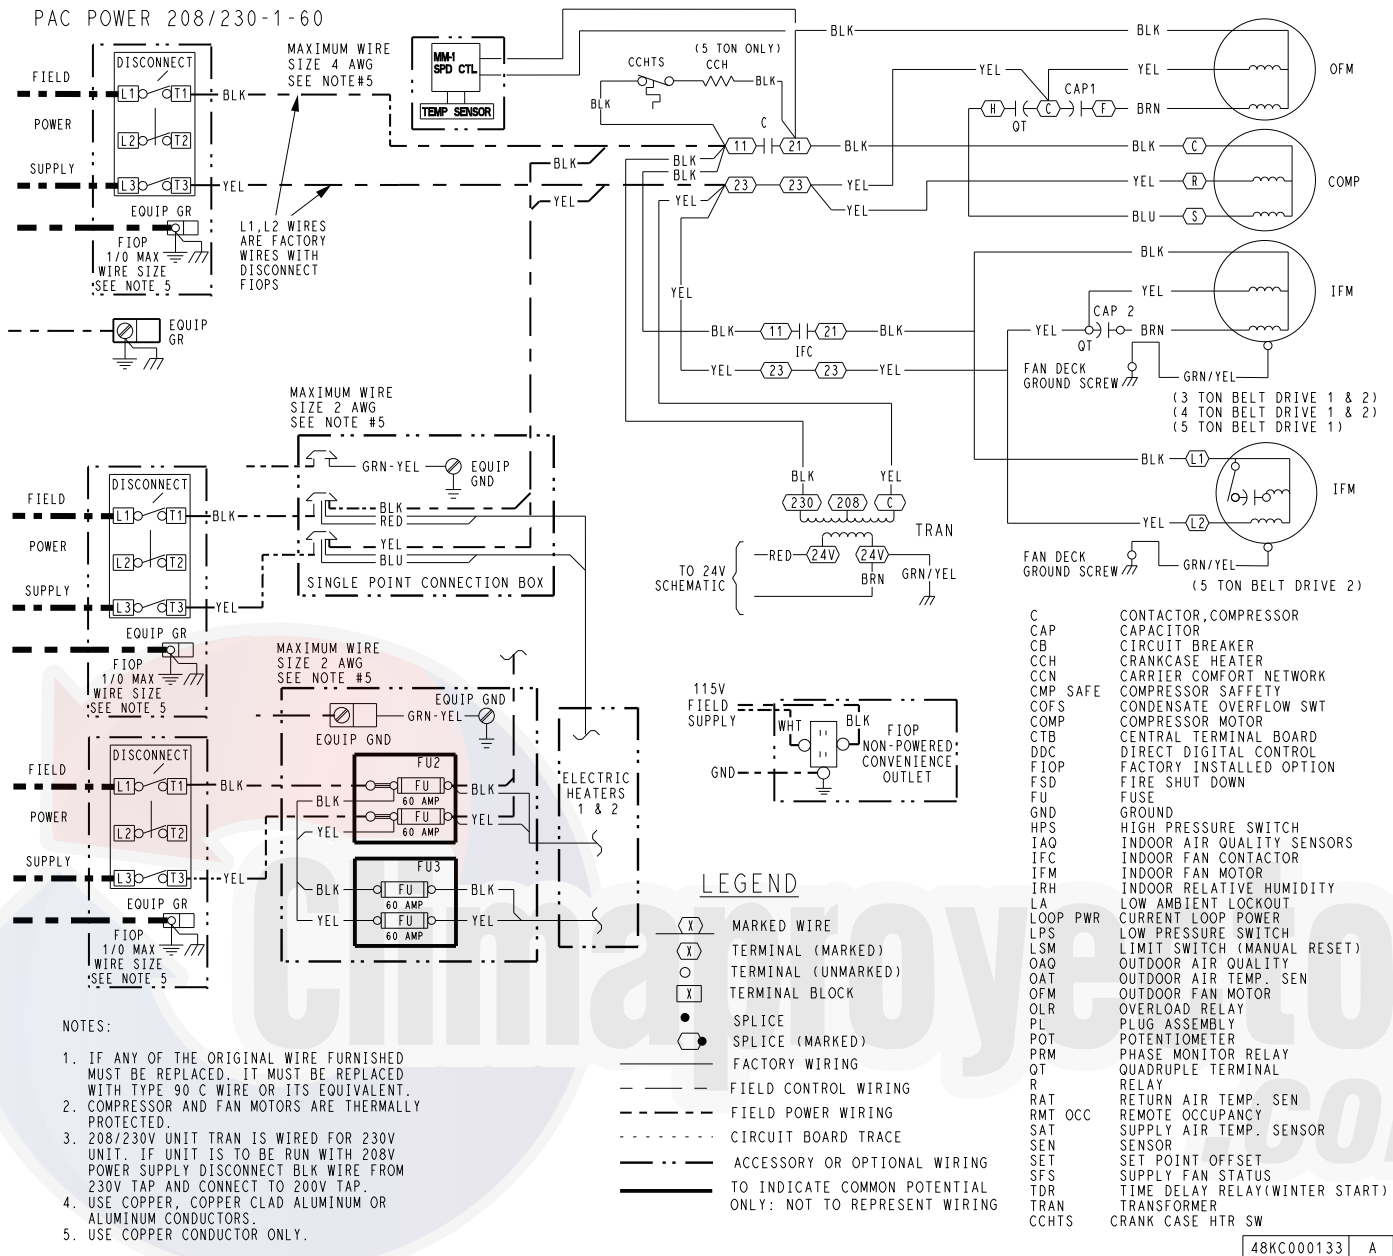 PAC POWER 208/230-1-60
FIELD
POWER
SUPPLY
DISCONNECT
L1
T1
L2
T2
L3
T3
BLK
YEL
EQUIP GR
FIOP
1/0 MAX
WIRE SIZE
SEE NOTE 5
MAXIMUM WIRE
SIZE 4 AWG
SEE NOTE#5
L1,L2 WIRES
ARE FACTORY
WIRES WITH
DISCONNECT
FIOPS
EQUIP
GR
MM-1
SPD CTL
TEMP SENSOR
(5 TON ONLY)
CCHTS
CCH
BLK
BLK
C
11
21
BLK
BLK
BLK
BLK
23
23
YEL
YEL
YEL
YEL
YEL
BLK
BLK
YEL
YEL
CAP1
H
C
F
QT
BRN
OFM
BLK
C
YEL
R
BLU
S
COMP
BLK
YEL
CAP 2
YEL
QT
BRN
IFM
FAN DECK
GROUND SCREW
GRN/YEL
(3 TON BELT DRIVE 1 & 2)
(4 TON BELT DRIVE 1 & 2)
(5 TON BELT DRIVE 1)
YEL
BLK
11
21
BLK
IFC
YEL
23
23
YEL
BLK
L1
YEL
L2
IFM
FAN DECK
GROUND SCREW
GRN/YEL
(5 TON BELT DRIVE 2)
BLK
YEL
230
208
C
TRAN
RED
24V
24V
BRN
GRN/YEL
TO 24V
SCHEMATIC
MAXIMUM WIRE
SIZE 2 AWG
SEE NOTE #5
GRN-YEL
EQUIP
GND
BLK
RED
YEL
BLU
SINGLE POINT CONNECTION BOX
FIELD
POWER
SUPPLY
DISCONNECT
L1
T1
L2
T2
L3
T3
BLK
YEL
EQUIP GR
FIOP
1/0 MAX
WIRE SIZE
SEE NOTE 5
MAXIMUM WIRE
SIZE 2 AWG
SEE NOTE #5
EQUIP GND
GRN-YEL
EQUIP GND
FU2
FU
60 AMP
FU
60 AMP
BLK
YEL
BLK
YEL
FU3
BLK
FU
BLK
60 AMP
YEL
FU
YEL
60 AMP
ELECTRIC
HEATERS
1 & 2
FIELD
POWER
SUPPLY
DISCONNECT
L1
T1
L2
T2
L3
T3
BLK
YEL
EQUIP GR
FIOP
1/0 MAX
WIRE SIZE
SEE NOTE 5
115V
FIELD
SUPPLY
WHT
BLK
GND
FIOP
NON-POWERED
CONVENIENCE
OUTLET
LEGEND
X MARKED WIRE
X TERMINAL (MARKED)
TERMINAL (UNMARKED)
X TERMINAL BLOCK
SPLICE
SPLICE (MARKED)
FACTORY WIRING
FIELD CONTROL WIRING
FIELD POWER WIRING
CIRCUIT BOARD TRACE
ACCESSORY OR OPTIONAL WIRING
TO INDICATE COMMON POTENTIAL
ONLY: NOT TO REPRESENT WIRING
C CONTACTOR,COMPRESSOR
CAP CAPACITOR
CB CIRCUIT BREAKER
CCH CRANKCASE HEATER
CCN CARRIER COMFORT NETWORK
CMP SAFE COMPRESSOR SAFFETY
COFS CONDENSATE OVERFLOW SWT
COMP COMPRESSOR MOTOR
CTB CENTRAL TERMINAL BOARD
DDC DIRECT DIGITAL CONTROL
FIOP FACTORY INSTALLED OPTION
FSD FIRE SHUT DOWN
FU FUSE
GND GROUND
HPS HIGH PRESSURE SWITCH
IAQ INDOOR AIR QUALITY SENSORS
IFC INDOOR FAN CONTACTOR
IFM INDOOR FAN MOTOR
IRH INDOOR RELATIVE HUMIDITY
LA LOW AMBIENT LOCKOUT
LOOP PWR CURRENT LOOP POWER
LPS LOW PRESSURE SWITCH
LSM LIMIT SWITCH (MANUAL RESET)
OAQ OUTDOOR AIR QUALITY
OAT OUTDOOR AIR TEMP. SEN
OFM OUTDOOR FAN MOTOR
OLR OVERLOAD RELAY
PL PLUG ASSEMBLY
POT POTENTIOMETER
PRM PHASE MONITOR RELAY
QT QUADRUPLE TERMINAL
R RELAY
RAT RETURN AIR TEMP. SEN
RMT OCC REMOTE OCCUPANCY
SAT SUPPLY AIR TEMP. SENSOR
SEN SENSOR
SET SET POINT OFFSET
SFS SUPPLY FAN STATUS
TDR TIME DELAY RELAY(WINTER START)
TRAN TRANSFORMER
CCHTS CRANK CASE HTR SW
NOTES:
1. IF ANY OF THE ORIGINAL WIRE FURNISHED
MUST BE REPLACED. IT MUST BE REPLACED
WITH TYPE 90 C WIRE OR ITS EQUIVALENT.
2. COMPRESSOR AND FAN MOTORS ARE THERMALLY
PROTECTED.
3. 208/230V UNIT TRAN IS WIRED FOR 230V
UNIT. IF UNIT IS TO BE RUN WITH 208V
POWER SUPPLY DISCONNECT BLK WIRE FROM
230V TAP AND CONNECT TO 200V TAP.
4. USE COPPER, COPPER CLAD ALUMINUM OR
ALUMINUM CONDUCTORS.
5. USE COPPER CONDUCTOR ONLY.
48KC000133 A
Climaproyecto
.co